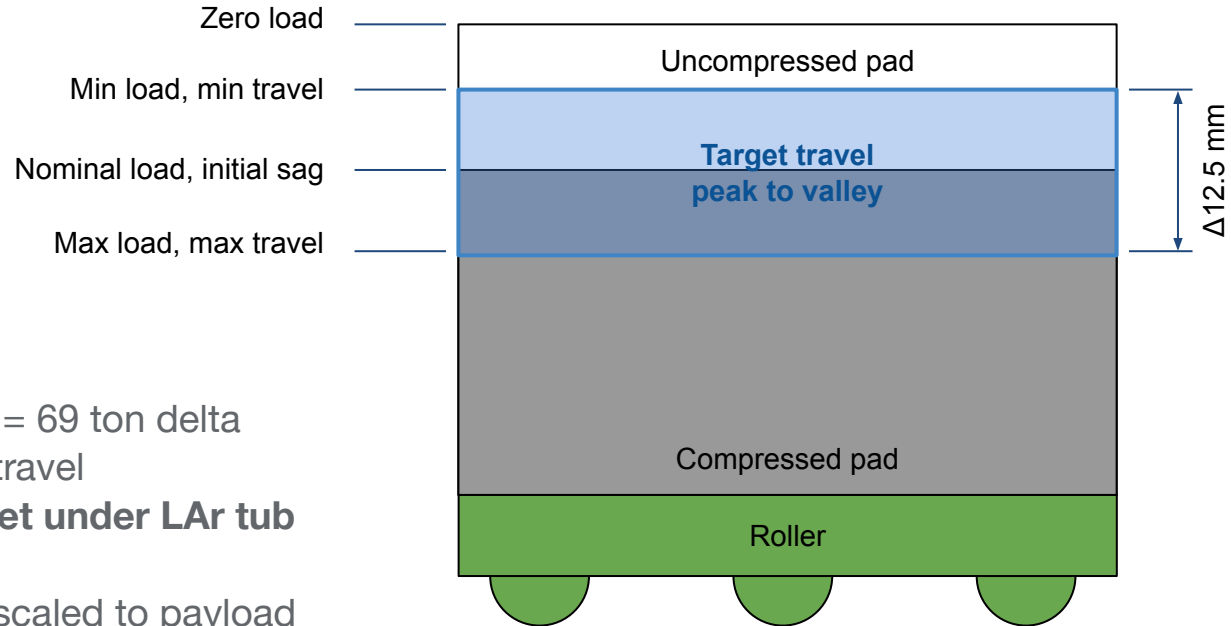 Zero load
Uncompressed pad
Min load, min travel
Target travel
Nominal load, initial sag
peak to valley
Δ12.5 mm
Max load, max travel
= 69 ton delta
travel
Compressed pad
et under LAr tub
Roller
scaled to payload